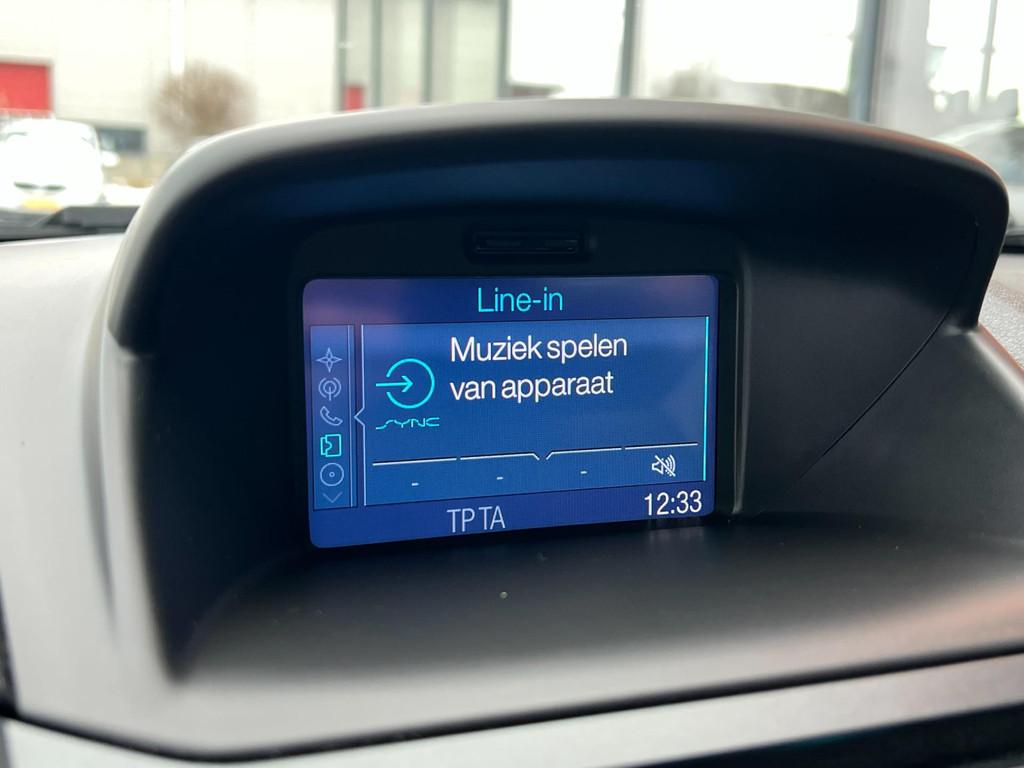 Line-in
Muziek spelen
van apparaat
SYNC
- - -
TP TA 12:33